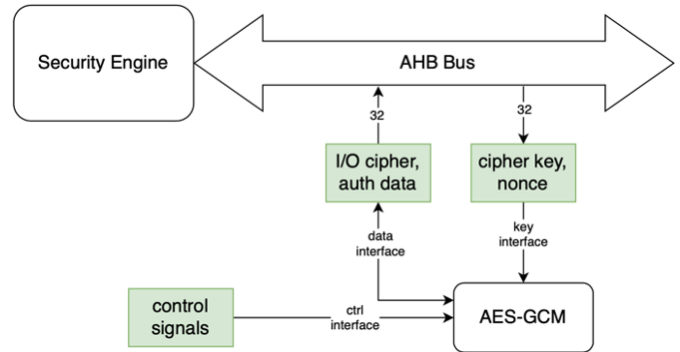 Security Engine
AHB Bus
32
32
I/O cipher,
auth data
cipher key,
nonce
data
interface
key
interface
control
signals
ctrl
interface
AES-GCM